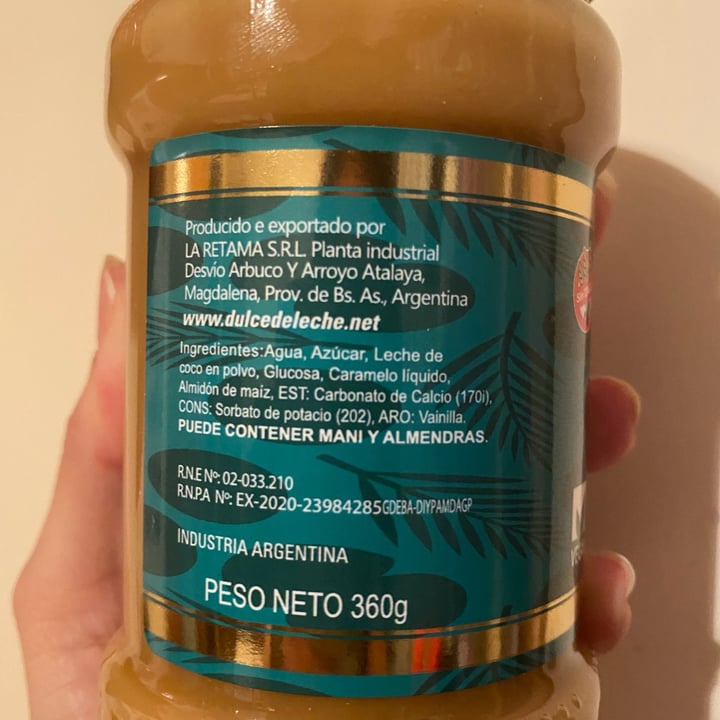 Producido e exportado por
LA RETAMA S.R.L. Planta industrial
Desvío Arbuco Y Arroyo Atalaya,
Magdalena, Prov. de Bs. As., Argentina
www.dulcedeleche.net
Ingredientes:Agua, Azúcar, Leche de
coco en polvo, Glucosa, Caramelo líquido,
Almidón de maiz, EST: Carbonato de Calcio (170i),
CONS: Sorbato de potacio (202), ARO: Vainilla.
PUEDE CONTENER MANI Y ALMENDRAS.
R.N.E Nº: 02-033.210
R.N.P.A Nº: EX-2020-23984285GDEBA-DIYPAMDAGP
INDUSTRIA ARGENTINA
PESO NETO 360g